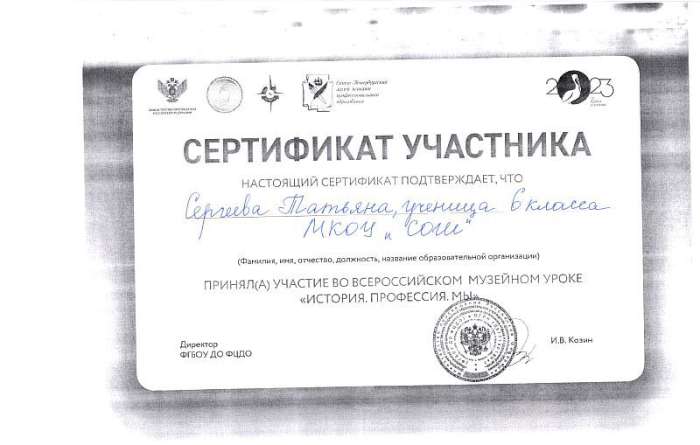 2023
СЕРТИФИКАТ УЧАСТНИКА
НАСТОЯЩИЙ СЕРТИФИКАТ ПОДТВЕРЖДАЕТ, ЧТО
Сергеева Татьяна, ученица 6 класса
МКОУ „СОШ"
(Фамилия, имя, отчество, должность, название образовательной организации)
ПРИНЯЛ(А) УЧАСТИЕ ВО ВСЕРОССИЙСКОМ МУЗЕЙНОМ УРОКЕ
«ИСТОРИЯ. ПРОФЕССИЯ. МЫ»
Директор
ФГБОУ ДО ФЦДО
И.В. Козин